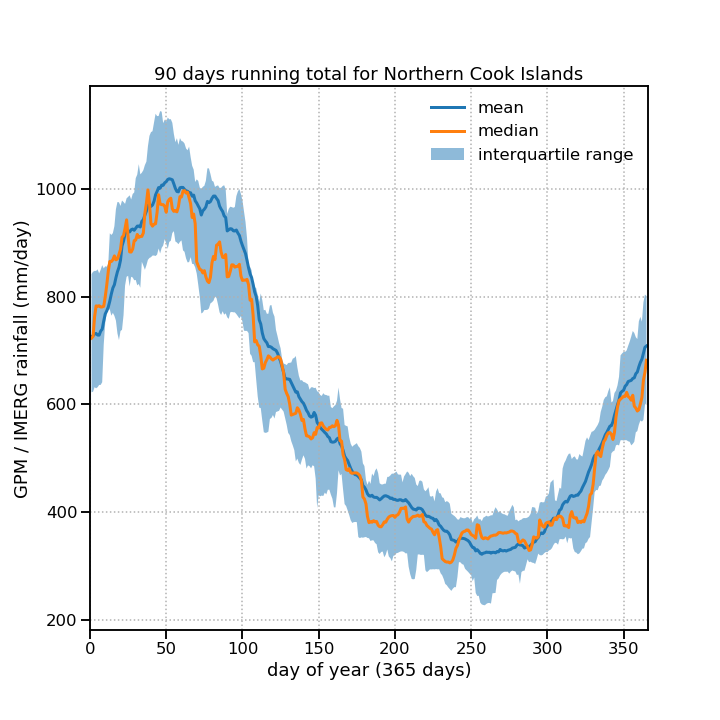 90 days running total for Northern Cook Islands
mean
median
interquartile range
GPM / IMERG rainfall (mm/day)
1000
800
600
400
200
0 50 100 150 200 250 300 350
day of year (365 days)